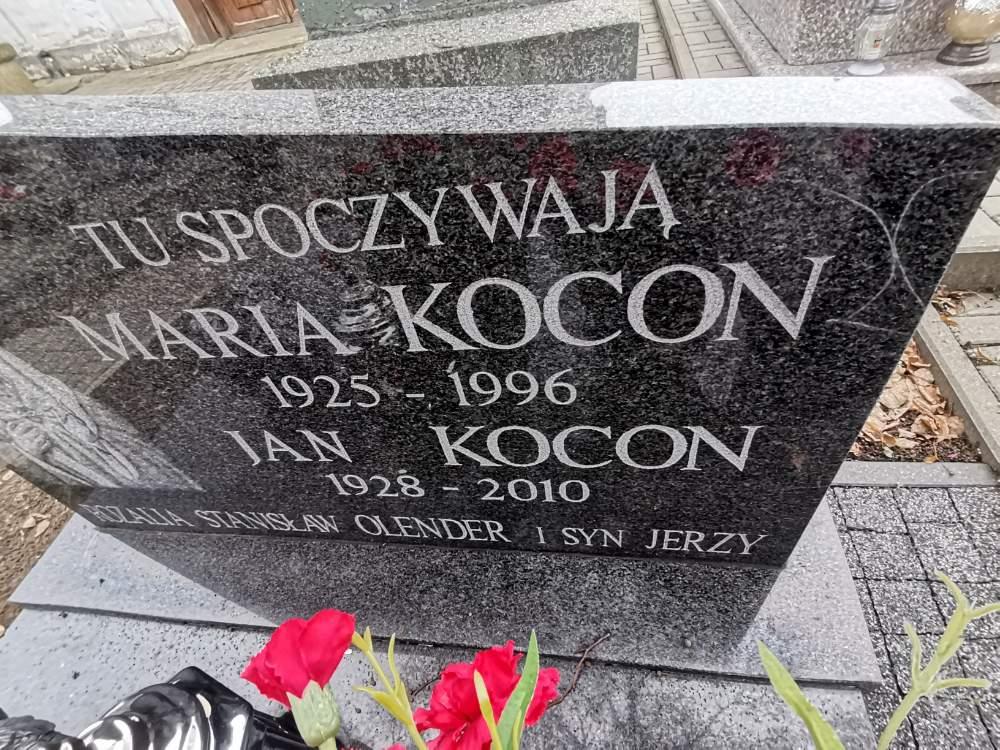 TU SPOCZYWAJĄ
MARIA KOCON
1925 - 1996
JAN KOCON
1928 - 2010
ROZALIA STANISŁAW OLENDER I SYN JERZY